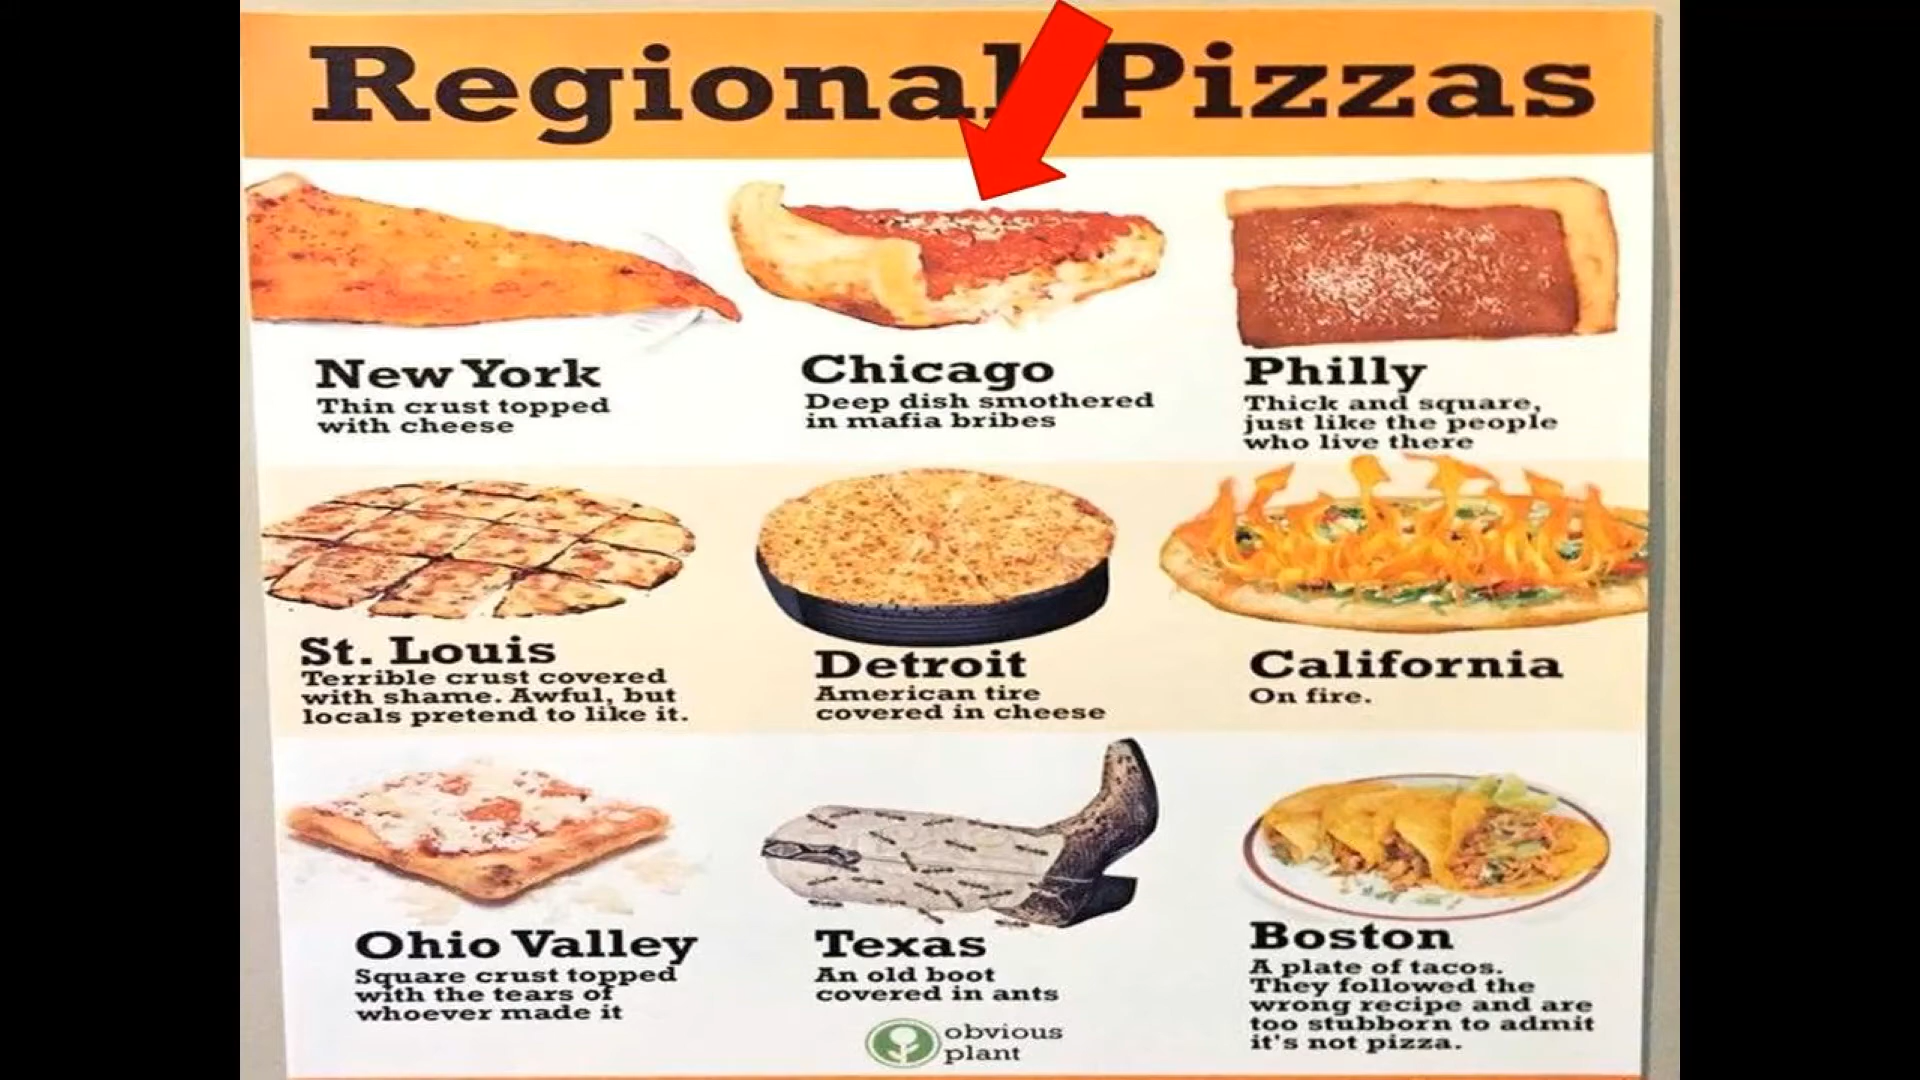 Regional Pizzas
New York
Thin crust topped
with cheese
Chicago
Deep dish smothered
in mafia bribes
Philly
Thick and square,
just like the people
who live there
St. Louis
Terrible crust covered
with shame. Awful, but
locals pretend to like it.
Detroit
American tire
covered in cheese
California
On fire.
Ohio Valley
Square crust topped
with the tears of
whoever made it
Texas
An old boot
covered in ants
Boston
A plate of tacos.
They followed the
wrong recipe and are
too stubborn to admit
it's not pizza.
obvious
plant